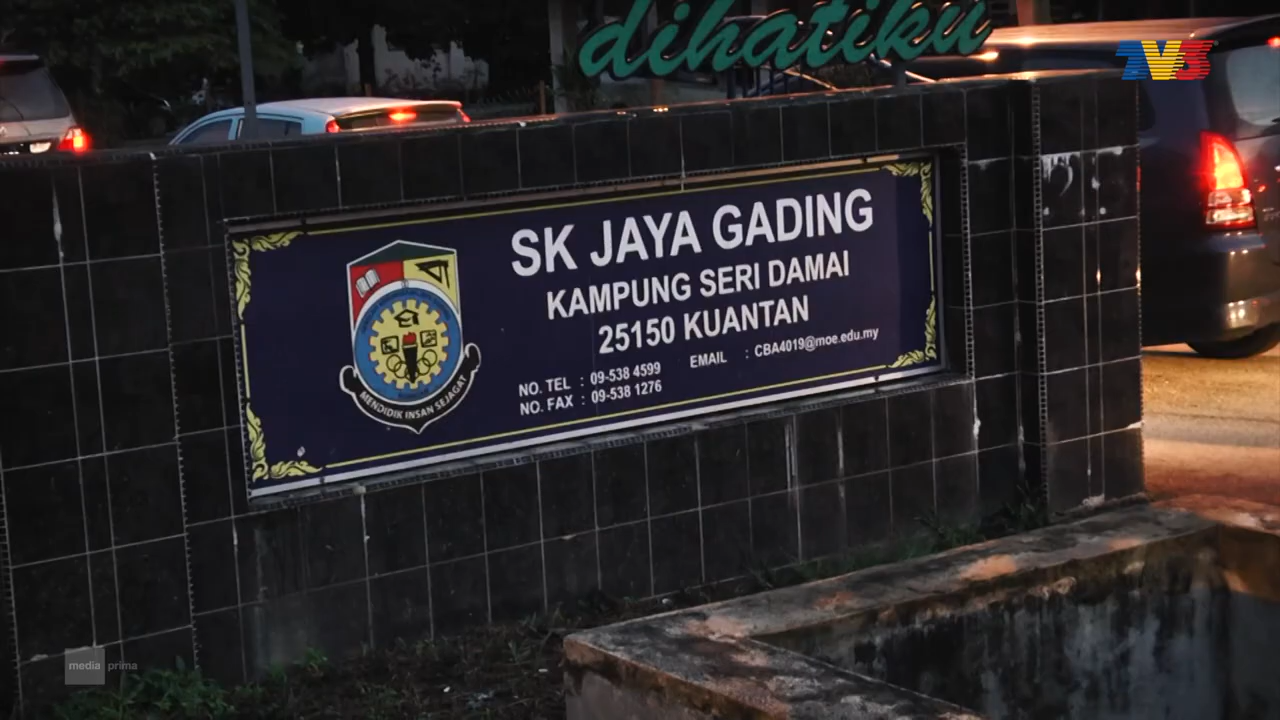 dihatiku
TV3
SK JAYA GADING
KAMPUNG SERI DAMAI
25150 KUANTAN
NO. TEL : 09-538 4599 EMAIL : CBA4019@moe.edu.my
NO. FAX : 09-538 1276
MENDIDIK INSAN SEJAGAT
media prima